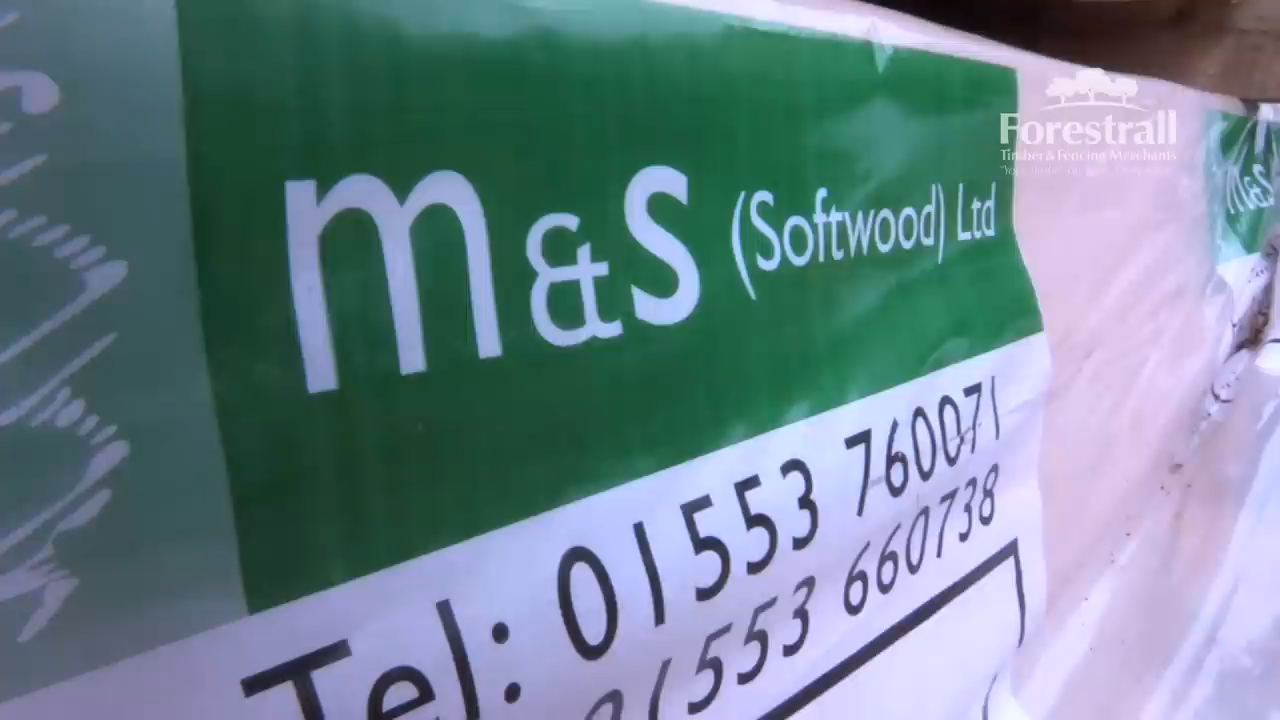 m&s (Softwood) Ltd
Tel: 01553 760071
01553 660738
Forestrall
Timber & Fencing Merchants
m&s